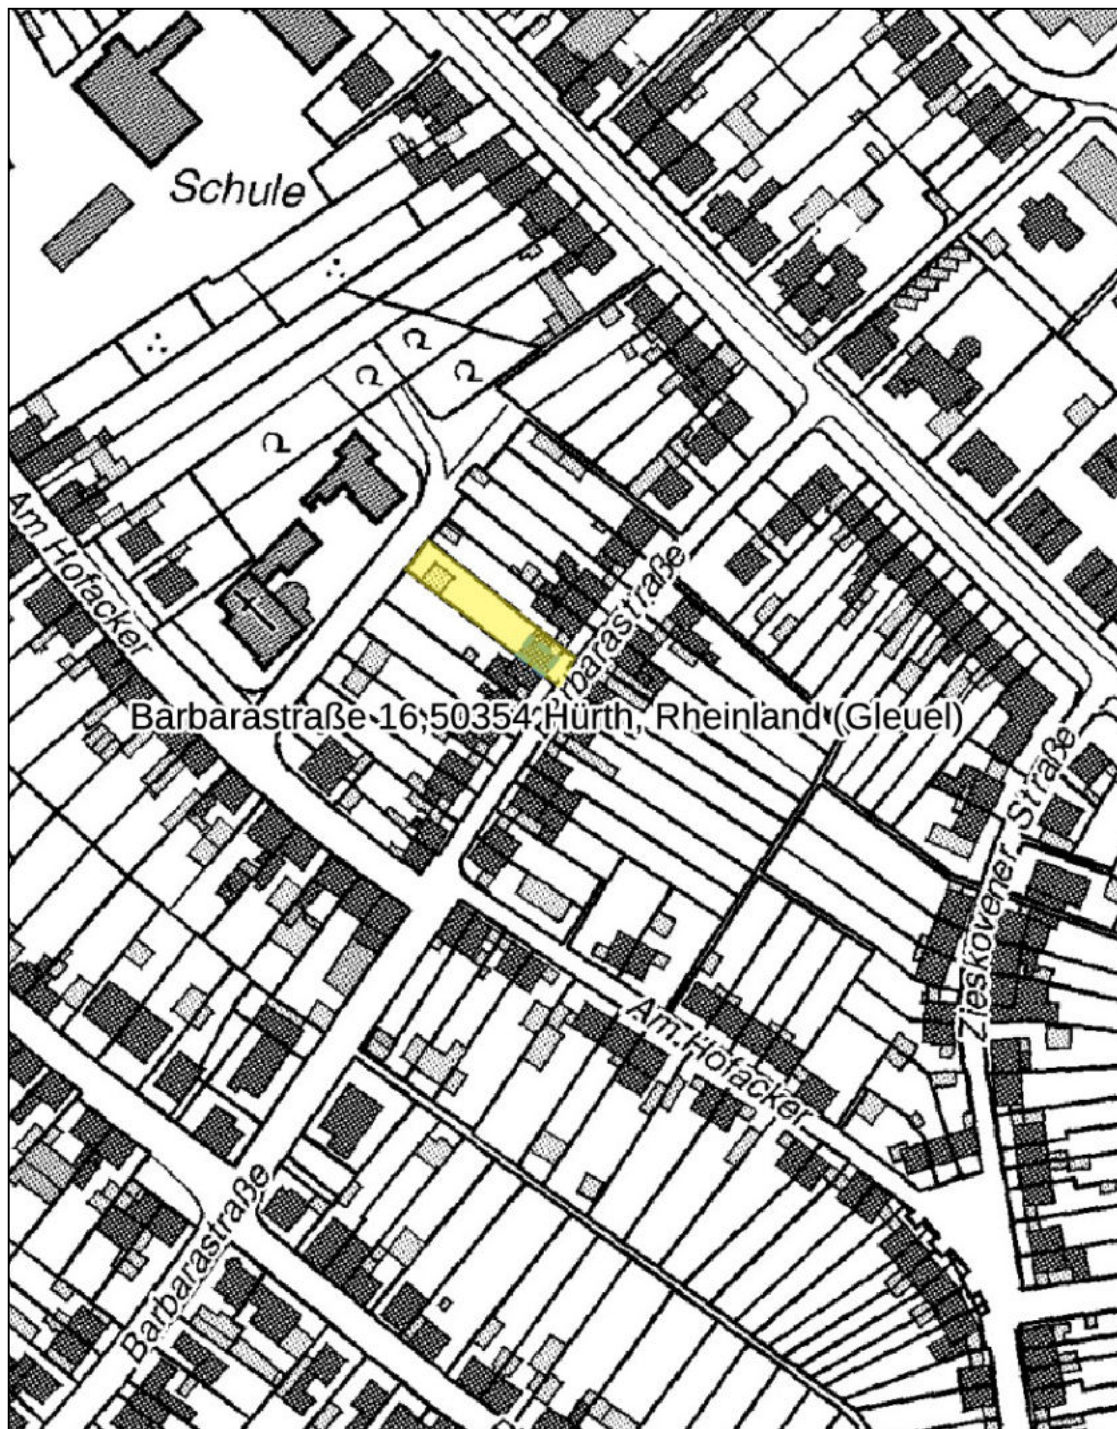 Schule
Am Hofacker
Barbarastraße
Barbarastraße 16,50354 Hürth, Rheinland (Gleuel)
Zieskovener Straße
Am Hofacker
Barbarastraße